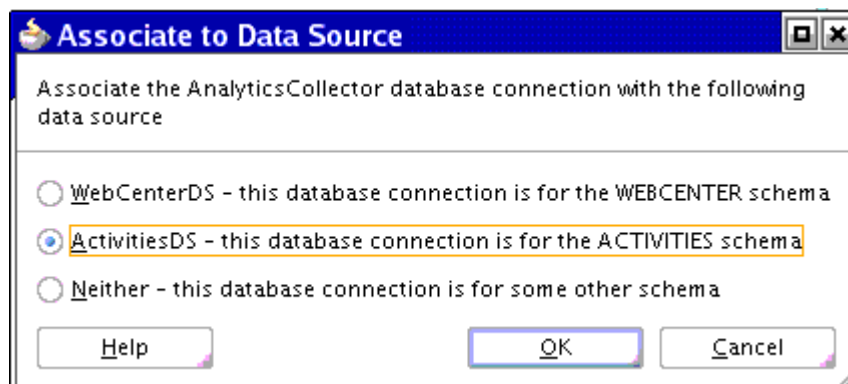 Associate to Data Source
Associate the AnalyticsCollector database connection with the following
data source
WebCenterDS - this database connection is for the WEBCENTER schema
ActivitiesDS - this database connection is for the ACTIVITIES schema
Neither - this database connection is for some other schema
Help OK Cancel